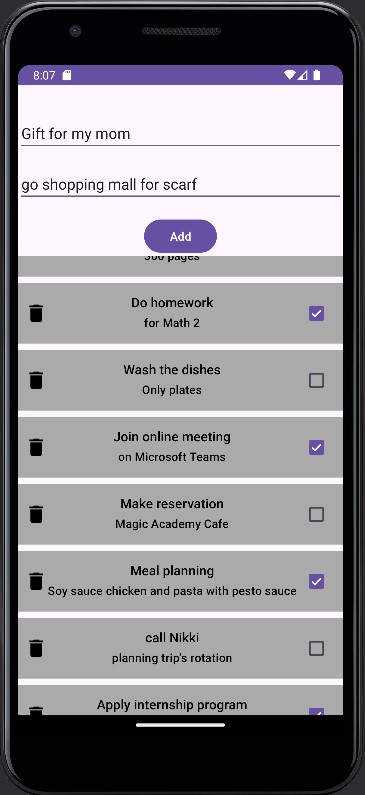 8:07
Gift for my mom
go shopping mall for scarf
Add
300 pages
Do homework
for Math 2
Wash the dishes
Only plates
Join online meeting
on Microsoft Teams
Make reservation
Magic Academy Cafe
Meal planning
Soy sauce chicken and pasta with pesto sauce
call Nikki
planning trip's rotation
Apply internship program